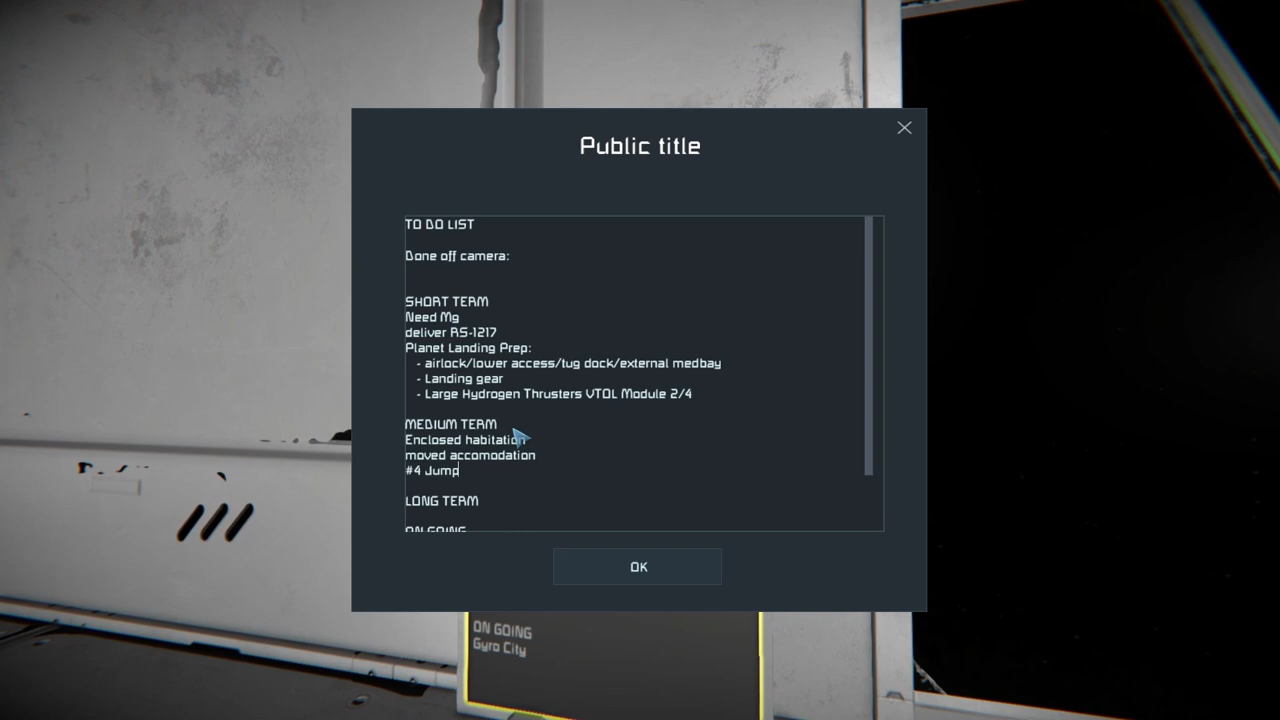 Public title
TO DO LIST
Done off camera:
SHORT TERM
Need Mg
deliver RS-1217
Planet Landing Prep:
- airlock/lower access/tug dock/external medbay
- Landing gear
- Large Hydrogen Thrusters VTOL Module 2/4
MEDIUM TERM
Enclosed habitation
moved accomodation
#4 Jump
LONG TERM
ON GOING
OK
ON GOING
Gyro City